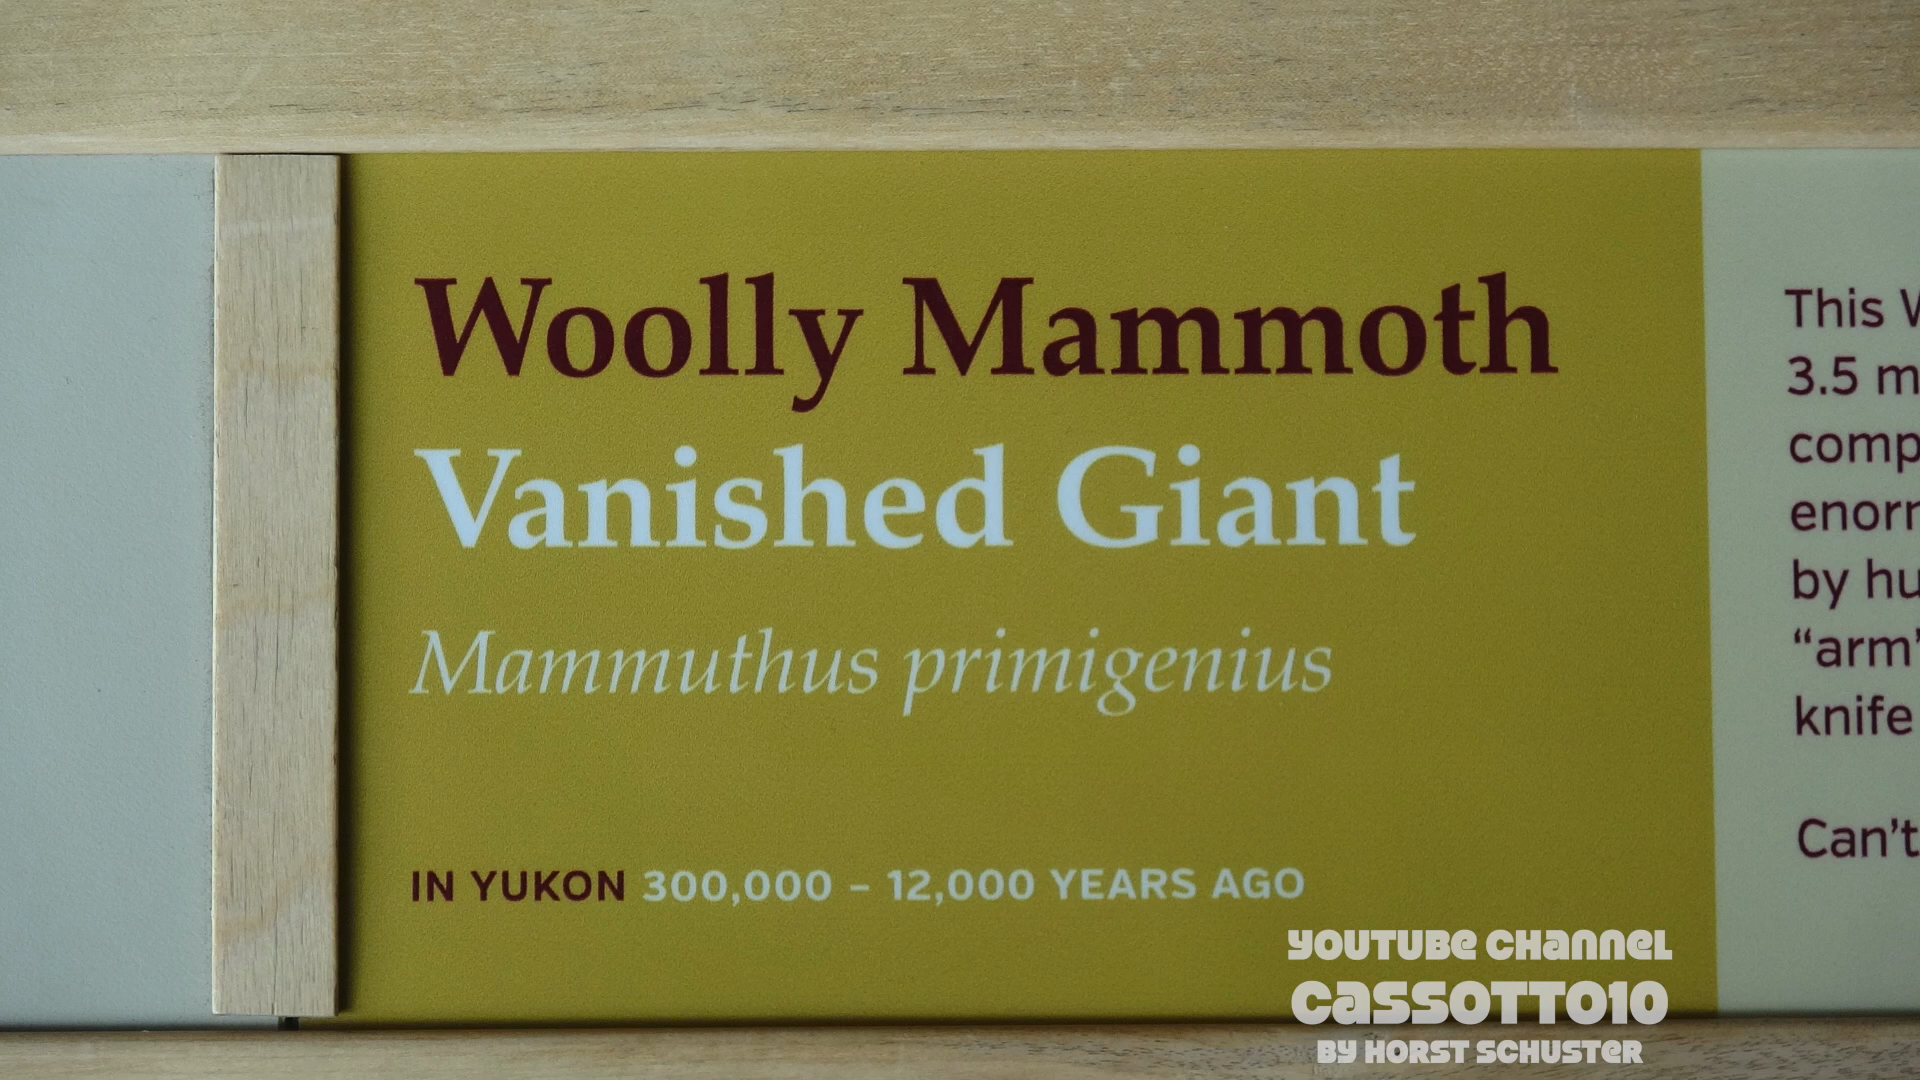 Woolly Mammoth
Vanished Giant
Mammuthus primigenius
IN YUKON 300,000 – 12,000 YEARS AGO
This
3.5
by
“arm”
knife
Can't
YOUTUBE CHANNEL
CASSOTTO10
BY HORST SCHUSTER